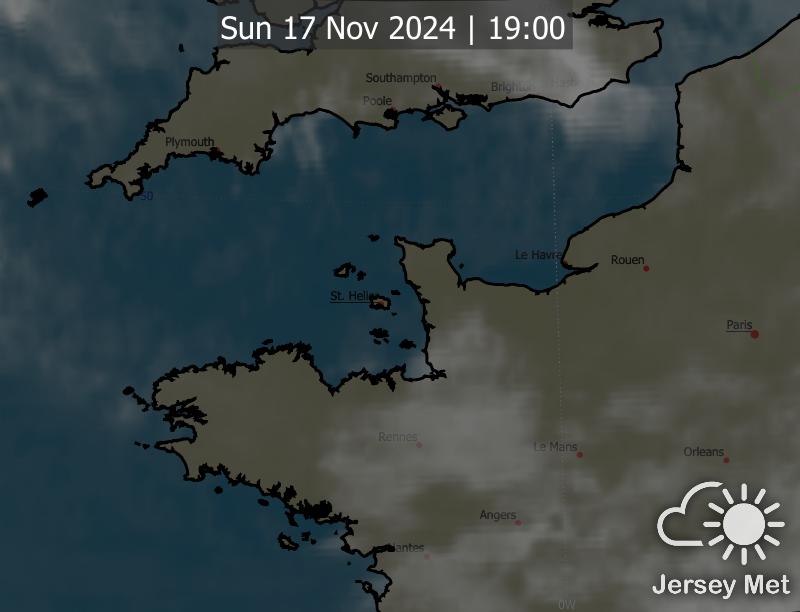 Sun 17 Nov 2024 | 19:00
Southampton
Brighton
Poole
Plymouth
50
Le Havre
Rouen
St. Helier
Paris
Rennes
Le Mans
Orleans
Angers
Nantes
0W
Jersey Met